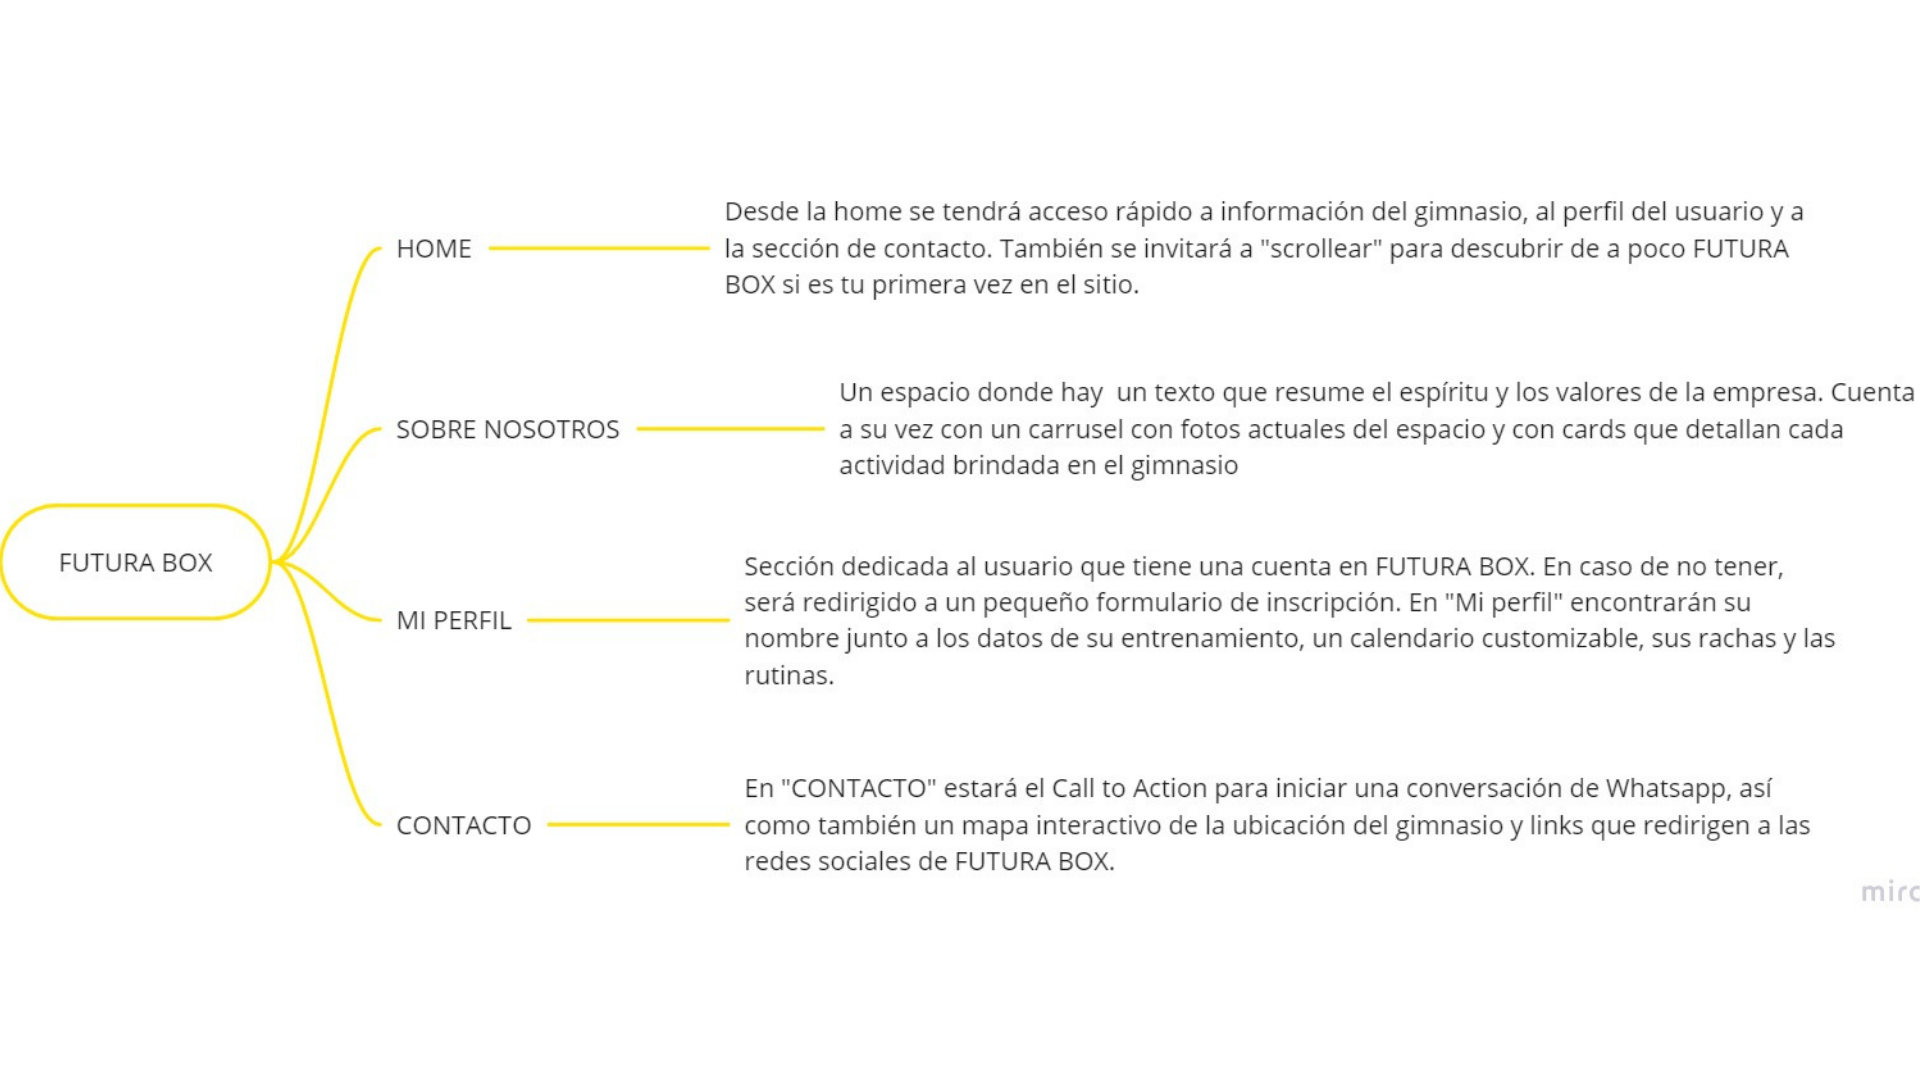 HOME
Desde la home se tendrá acceso rápido a información del gimnasio, al perfil del usuario y a
la sección de contacto. También se invitará a "scrollear" para descubrir de a poco FUTURA
BOX si es tu primera vez en el sitio.
SOBRE NOSOTROS
Un espacio donde hay  un texto que resume el espíritu y los valores de la empresa. Cuenta
a su vez con un carrusel con fotos actuales del espacio y con cards que detallan cada
actividad brindada en el gimnasio
FUTURA BOX
MI PERFIL
Sección dedicada al usuario que tiene una cuenta en FUTURA BOX. En caso de no tener,
será redirigido a un pequeño formulario de inscripción. En "Mi perfil" encontrarán su
nombre junto a los datos de su entrenamiento, un calendario customizable, sus rachas y las
rutinas.
CONTACTO
En "CONTACTO" estará el Call to Action para iniciar una conversación de Whatsapp, así
como también un mapa interactivo de la ubicación del gimnasio y links que redirigen a las
redes sociales de FUTURA BOX.
miro